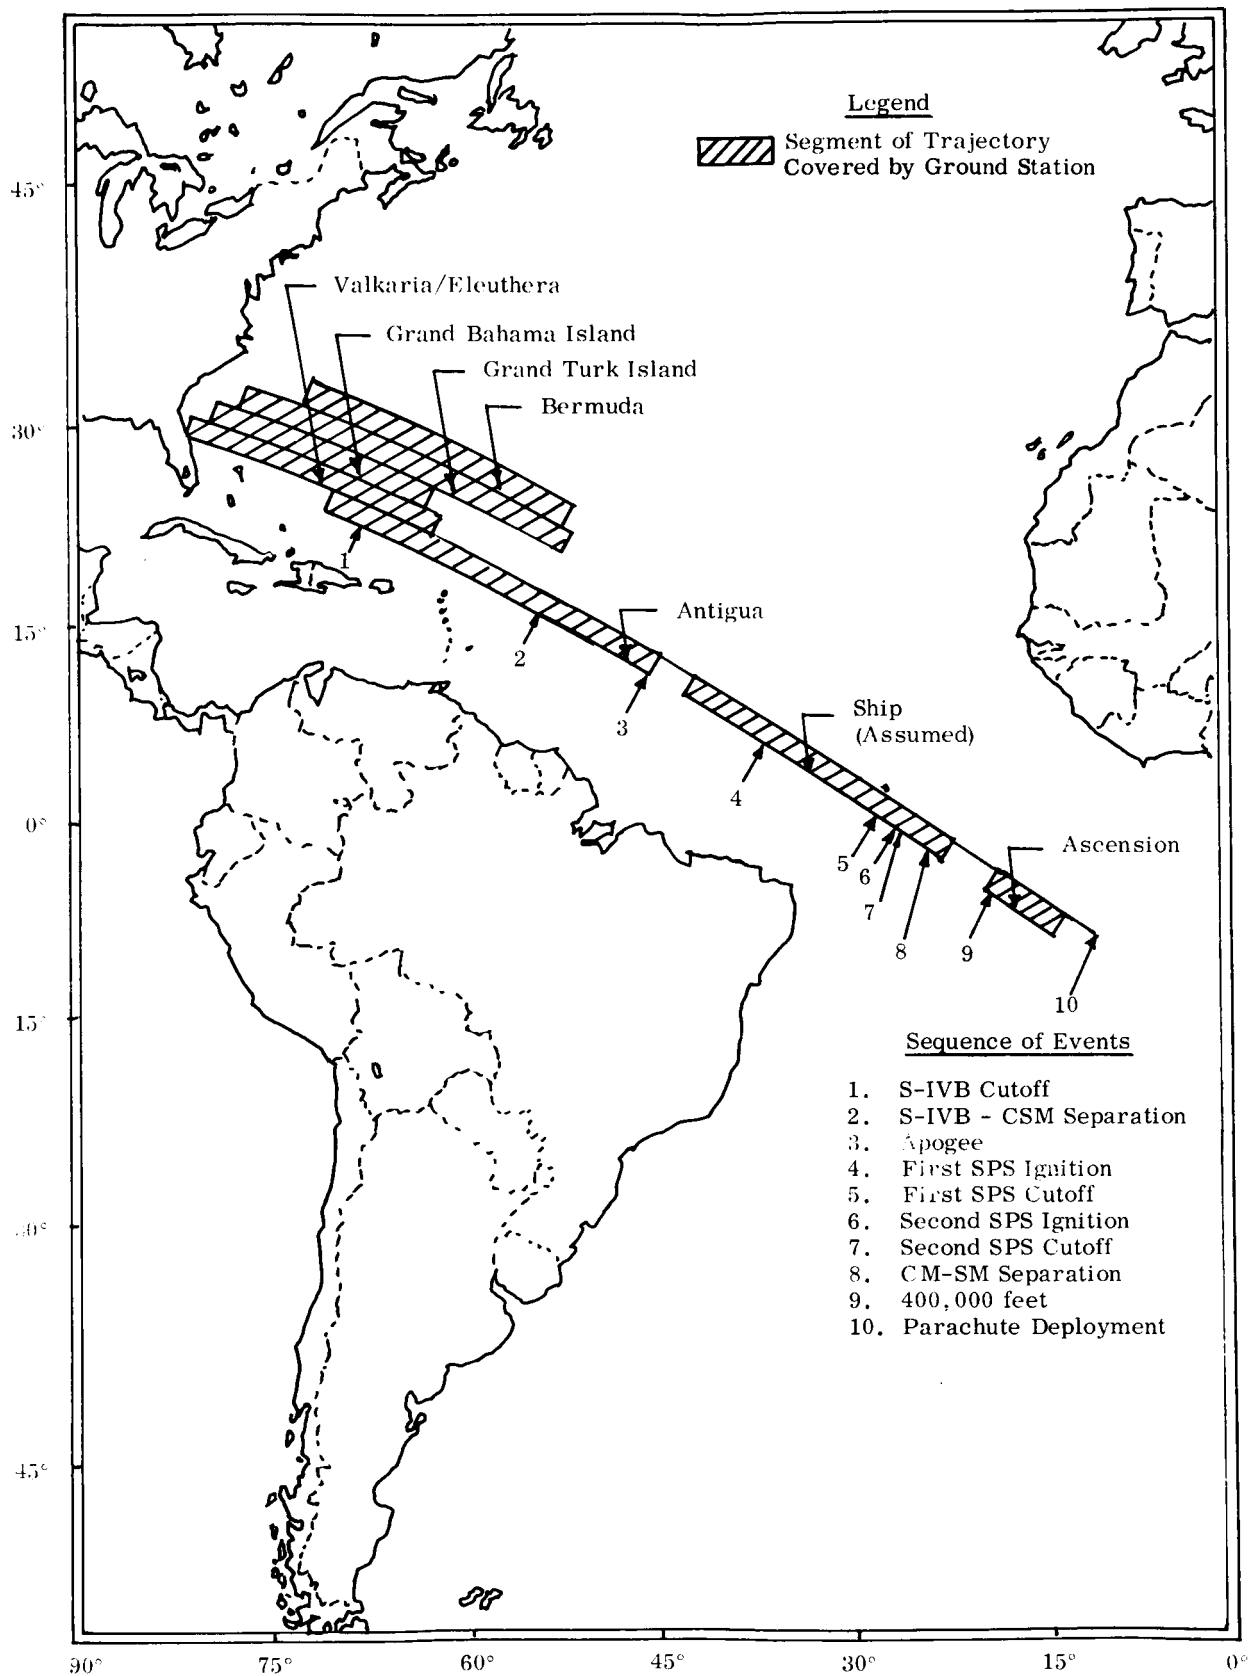 Legend
Segment of Trajectory
Covered by Ground Station
45°
Valkaria/Eleuthera
Grand Bahama Island
Grand Turk Island
Bermuda
30°
1
15°
Antigua
2
3
Ship
(Assumed)
4
0°
5
6
7
8
9
Ascension
10
15°
Sequence of Events
1. S-IVB Cutoff
2. S-IVB - CSM Separation
3. Apogee
4. First SPS Ignition
5. First SPS Cutoff
6. Second SPS Ignition
7. Second SPS Cutoff
8. CM-SM Separation
9. 400,000 feet
10. Parachute Deployment
30°
45°
90° 75° 60° 45° 30° 15° 0°